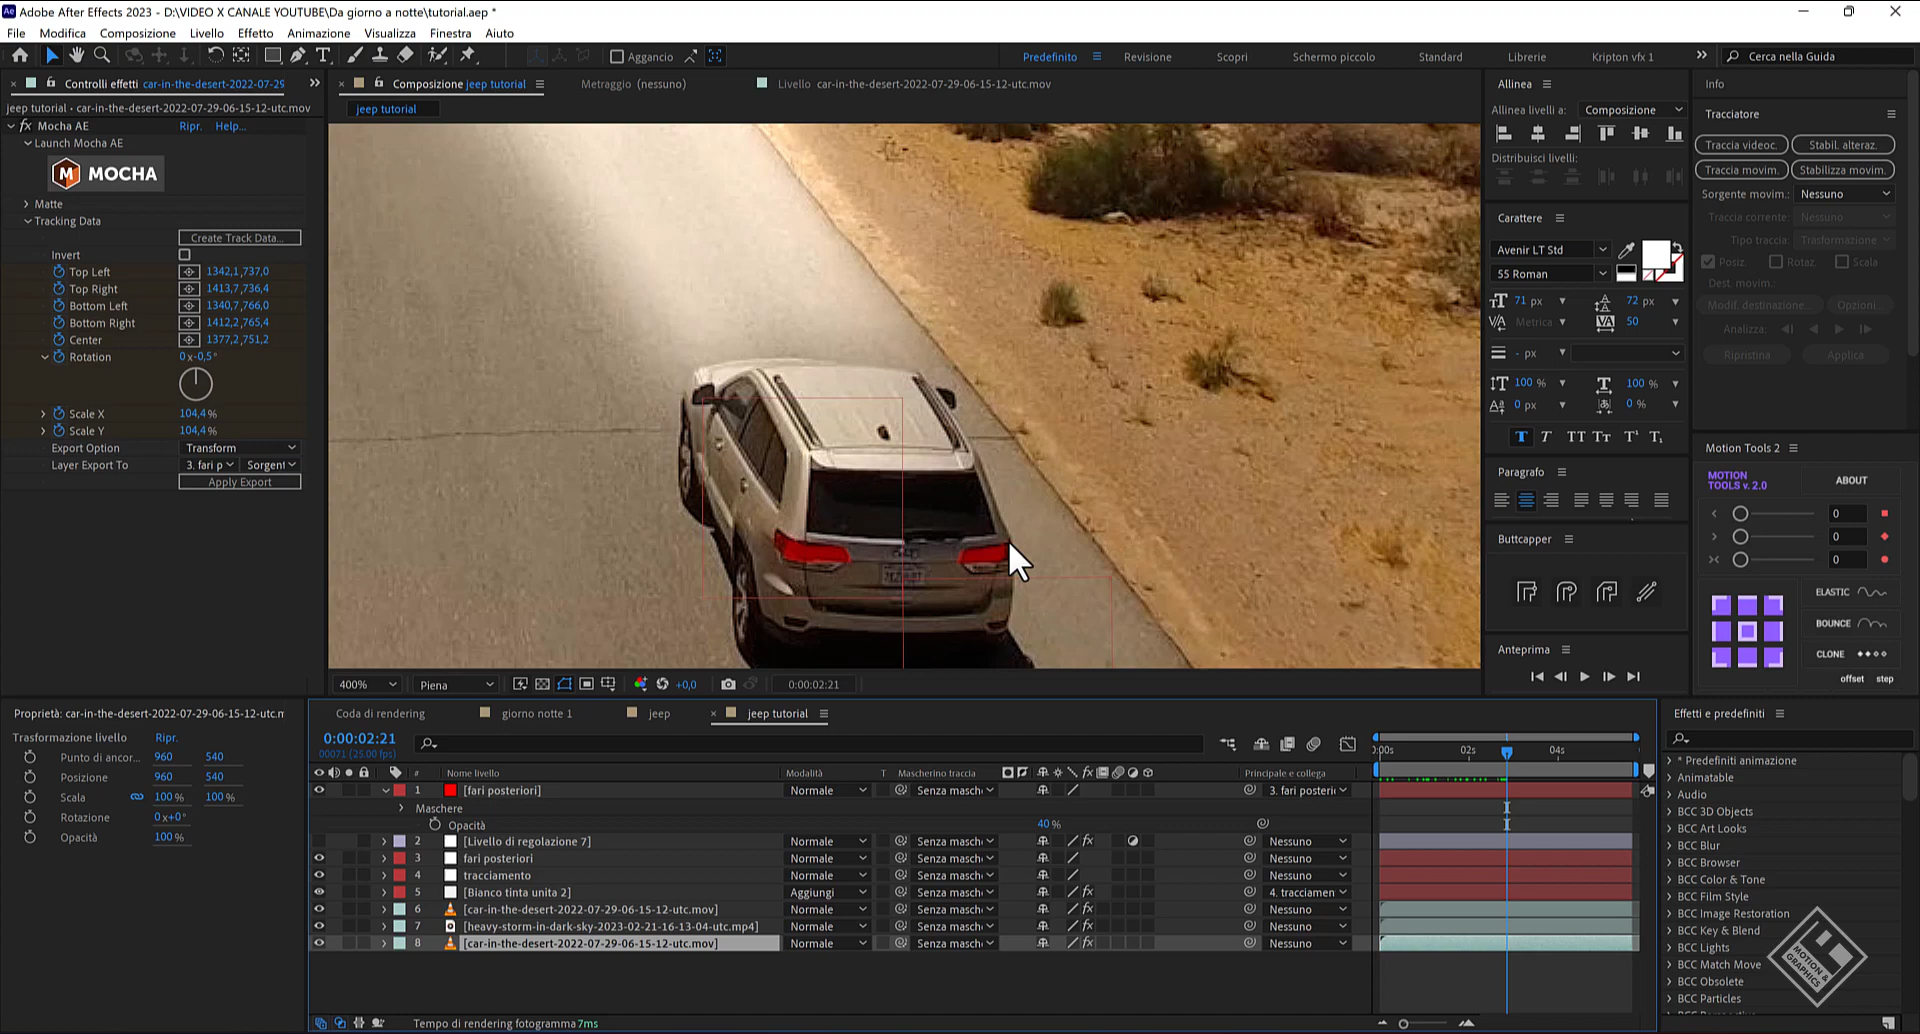 Adobe After Effects 2023 - D:\VIDEO X CANALE YOUTUBE\Da giorno a notte\tutorial.aep *
File Modifica Composizione Livello Effetto Animazione Visualizza Finestra Aiuto
Aggancio
Predefinito Revisione Scopri Schermo piccolo Standard Librerie Kripton vfx 1 Cerca nella Guida
Controlli effetti car-in-the-desert-2022-07-29
Composizione jeep tutorial
Metraggio (nessuno)
Livello car-in-the-desert-2022-07-29-06-15-12-utc.mov
jeep tutorial • car-in-the-desert-2022-07-29-06-15-12-utc.mov
jeep tutorial
fx Mocha AE Ripr. Help...
Launch Mocha AE
M MOCHA
Matte
Tracking Data
Create Track Data...
Invert
Top Left 1342,1,737,0
Top Right 1413,7,736,4
Bottom Left 1340,7,766,0
Bottom Right 1412,2,765,4
Center 1377,2,751,2
Rotation 0x-0,5°
Scale X 104,4%
Scale Y 104,4%
Export Option Transform
Layer Export To 3. fari p Sorgent
Apply Export
400% Piena +0,0 0:00:02:21
Allinea
Allinea livelli a: Composizione
Distribuisci livelli:
Carattere
Avenir LT Std
55 Roman
71 px 72 px
Metrica 50
- px
100 % 100 %
0 px 0 %
T T TT Tt T¹ T₁
Paragrafo
Buttcapper
Anteprima
Info
Tracciatore
Traccia videoc. Stabil. alteraz.
Traccia movim. Stabilizza movim.
Sorgente movim.: Nessuno
Traccia corrente: Nessuno
Tipo traccia: Trasformazione
Posiz. Rotaz. Scala
Dest. movim.:
Modif. destinazione... Opzioni...
Analizza:
Ripristina Applica
Motion Tools 2
MOTION TOOLS v. 2.0 ABOUT
0
0
0
ELASTIC
BOUNCE
CLONE
offset step
Proprietà: car-in-the-desert-2022-07-29-06-15-12-utc.m
Trasformazione livello Ripr.
Punto di ancor... 960 540
Posizione 960 540
Scala 100 % 100 %
Rotazione 0x+0°
Opacità 100 %
Coda di rendering giorno notte 1 jeep jeep tutorial
0:00:02:21
00071 (25.00 fps)
# Nome livello Modalità T Mascherino traccia Principale e collega
0:00s 02s 04s
1 [fari posteriori] Normale Senza masch 3. fari posteri
Maschere
Opacità 40 %
2 [Livello di regolazione 7] Normale Senza masch Nessuno
3 fari posteriori Normale Senza masch Nessuno
4 tracciamento Normale Senza masch Nessuno
5 [Bianco tinta unita 2] Aggiungi Senza masch 4. tracciamen
6 [car-in-the-desert-2022-07-29-06-15-12-utc.mov] Normale Senza masch Nessuno
7 [heavy-storm-in-dark-sky-2023-02-21-16-13-04-utc.mp4] Normale Senza masch Nessuno
8 [car-in-the-desert-2022-07-29-06-15-12-utc.mov] Normale Senza masch Nessuno
Tempo di rendering fotogramma 7ms
Effetti e predefiniti
* Predefiniti animazione
Animatable
Audio
BCC 3D Objects
BCC Art Looks
BCC Blur
BCC Browser
BCC Color & Tone
BCC Film Style
BCC Image Restoration
BCC Key & Blend
BCC Lights
BCC Match Move
BCC Obsolete
BCC Particles
MOTION & GRAPHICS